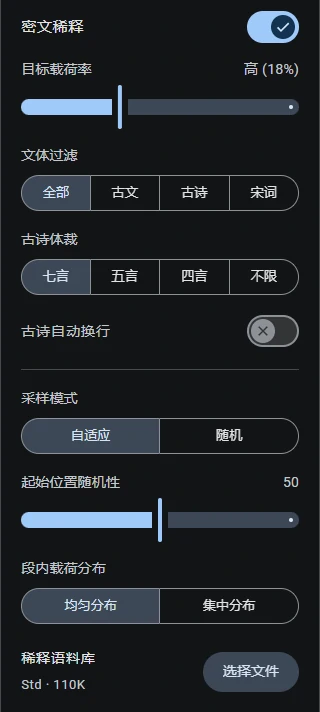 密文稀释
目标载荷率 高 (18%)
文体过滤
全部 古文 古诗 宋词
古诗体裁
七言 五言 四言 不限
古诗自动换行
采样模式
自适应 随机
起始位置随机性 50
段内载荷分布
均匀分布 集中分布
稀释语料库
Std · 110K
选择文件